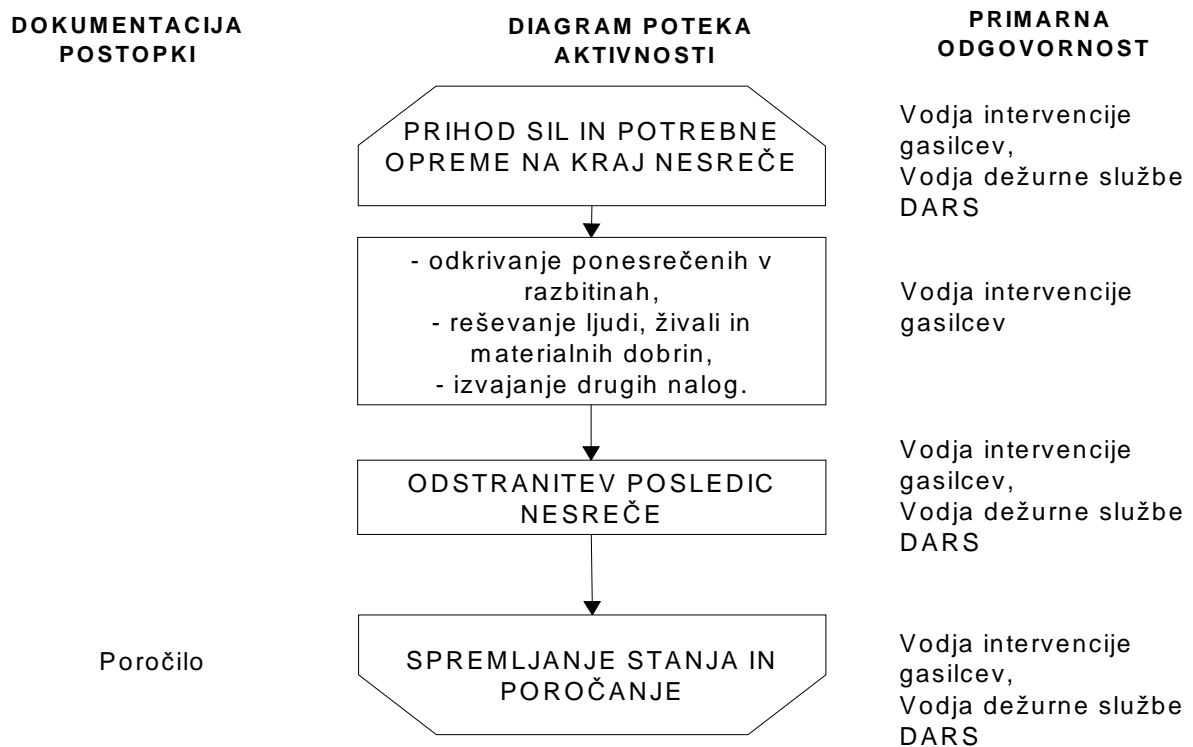 DOKUMENTACIJA
POSTOPKI
DIAGRAM POTEKA
AKTIVNOSTI
PRIMARNA
ODGOVORNOST
PRIHOD SIL IN POTREBNE
OPREME NA KRAJ NESREČE
Vodja intervencije
gasilcev,
Vodja dežurne službe
DARS
- odkrivanje ponesrečenih v
razbitinah,
- reševanje ljudi, živali in
materialnih dobrin,
- izvajanje drugih nalog.
Vodja intervencije
gasilcev
ODSTRANITEV POSLEDIC
NESREČE
Vodja intervencije
gasilcev,
Vodja dežurne službe
DARS
Poročilo
SPREMLJANJE STANJA IN
POROČANJE
Vodja intervencije
gasilcev,
Vodja dežurne službe
DARS